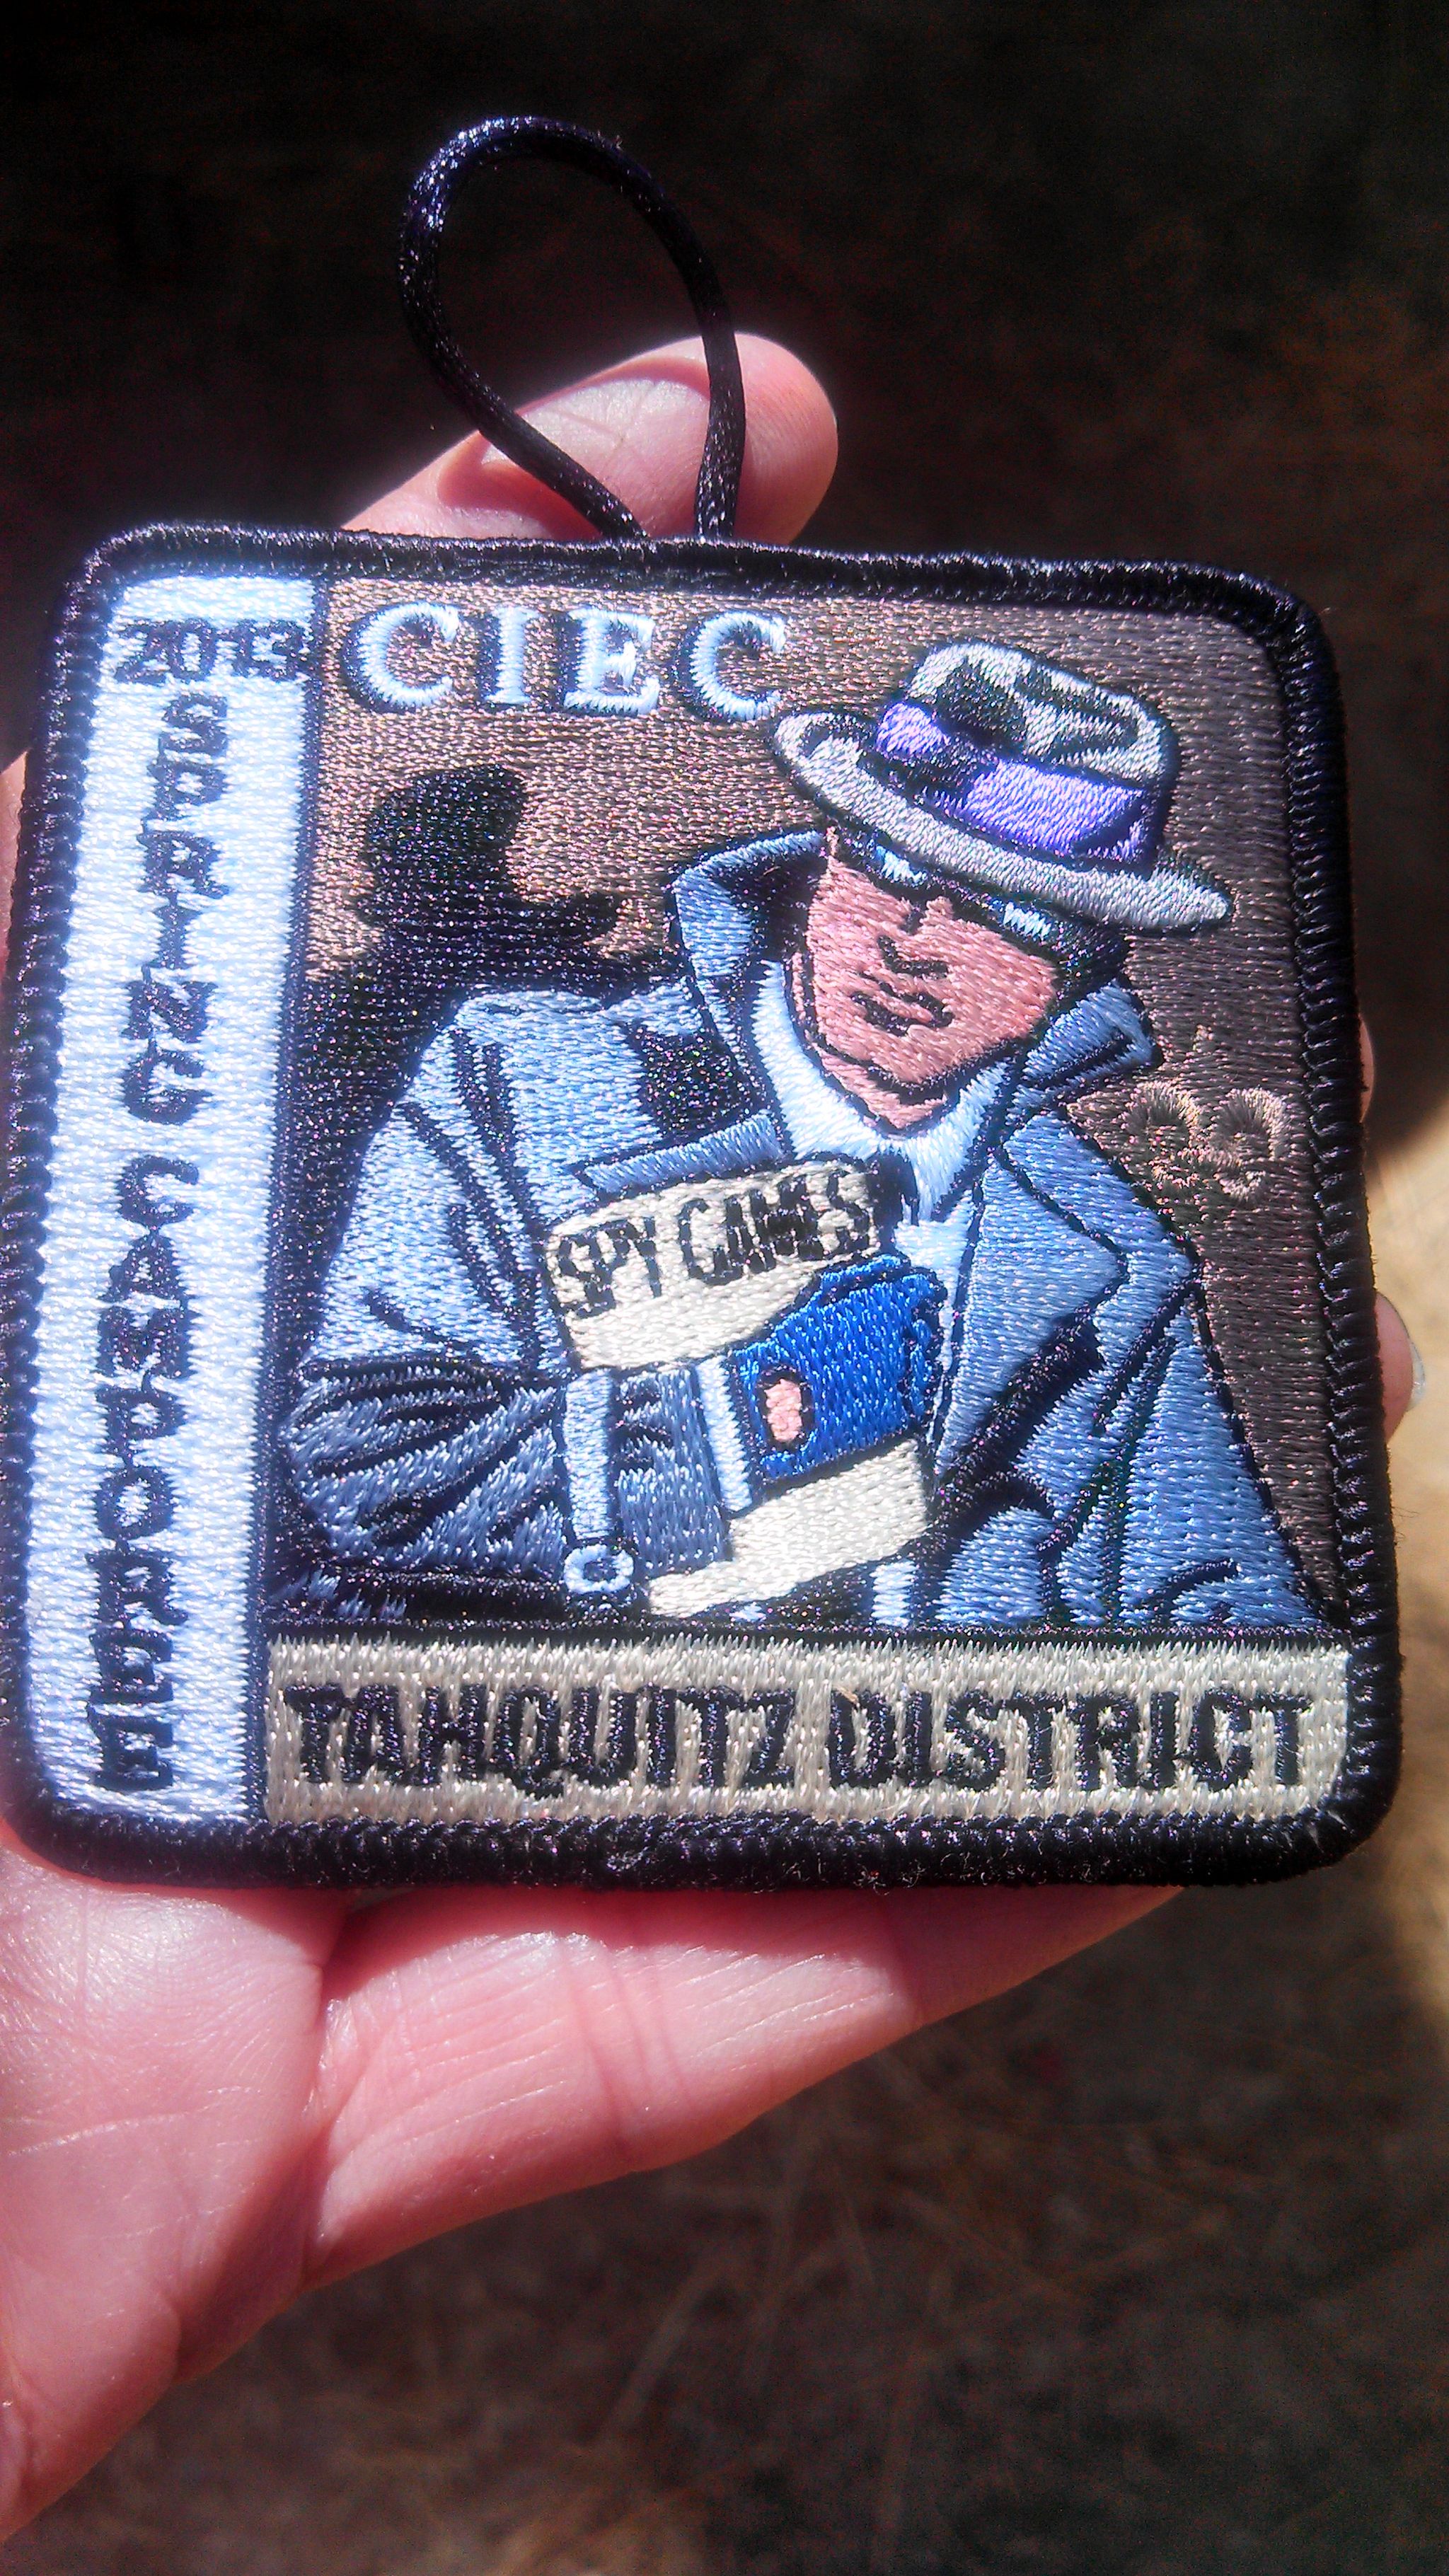 2013
SPRING CAMPOREE
CIEC
SPY GAMES
TAHQUITZ DISTRICT